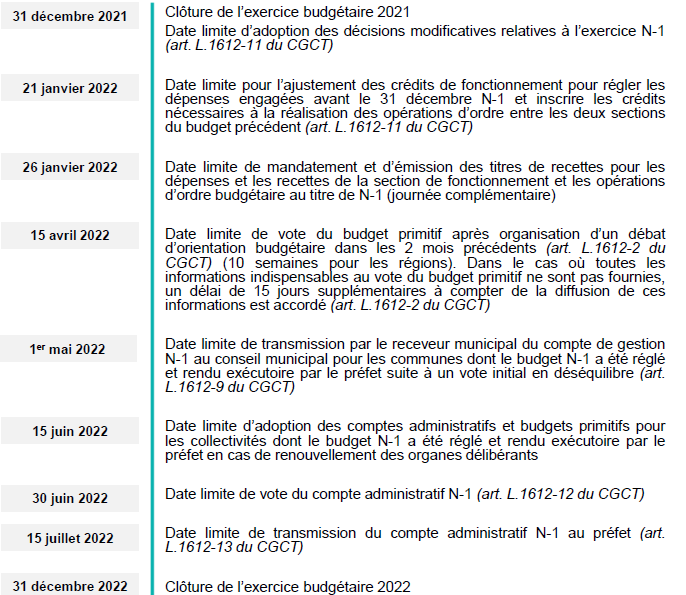 31 décembre 2021
Clôture de l'exercice budgétaire 2021
Date limite d'adoption des décisions modificatives relatives à l'exercice N-1
(art. L.1612-11 du CGCT)
21 janvier 2022
Date limite pour l'ajustement des crédits de fonctionnement pour régler les
dépenses engagées avant le 31 décembre N-1 et inscrire les crédits
nécessaires à la réalisation des opérations d'ordre entre les deux sections
du budget précédent (art. L.1612-11 du CGCT)
26 janvier 2022
Date limite de mandatement et d'émission des titres de recettes pour les
dépenses et les recettes de la section de fonctionnement et les opérations
d'ordre budgétaire au titre de N-1 (journée complémentaire)
15 avril 2022
Date limite de vote du budget primitif après organisation d'un débat
d'orientation budgétaire dans les 2 mois précédents (art. L.1612-2 du
CGCT) (10 semaines pour les régions). Dans le cas où toutes les
informations indispensables au vote du budget primitif ne sont pas fournies,
un délai de 15 jours supplémentaires à compter de la diffusion de ces
informations est accordé (art. L.1612-2 du CGCT)
1er mai 2022
Date limite de transmission par le receveur municipal du compte de gestion
N-1 au conseil municipal pour les communes dont le budget N-1 a été réglé
et rendu exécutoire par le préfet suite à un vote initial en déséquilibre (art.
L.1612-9 du CGCT)
15 juin 2022
Date limite d'adoption des comptes administratifs et budgets primitifs pour
les collectivités dont le budget N-1 a été réglé et rendu exécutoire par le
préfet en cas de renouvellement des organes délibérants
30 juin 2022
Date limite de vote du compte administratif N-1 (art. L.1612-12 du CGCT)
15 juillet 2022
Date limite de transmission du compte administratif N-1 au préfet (art.
L.1612-13 du CGCT)
31 décembre 2022
Clôture de l'exercice budgétaire 2022